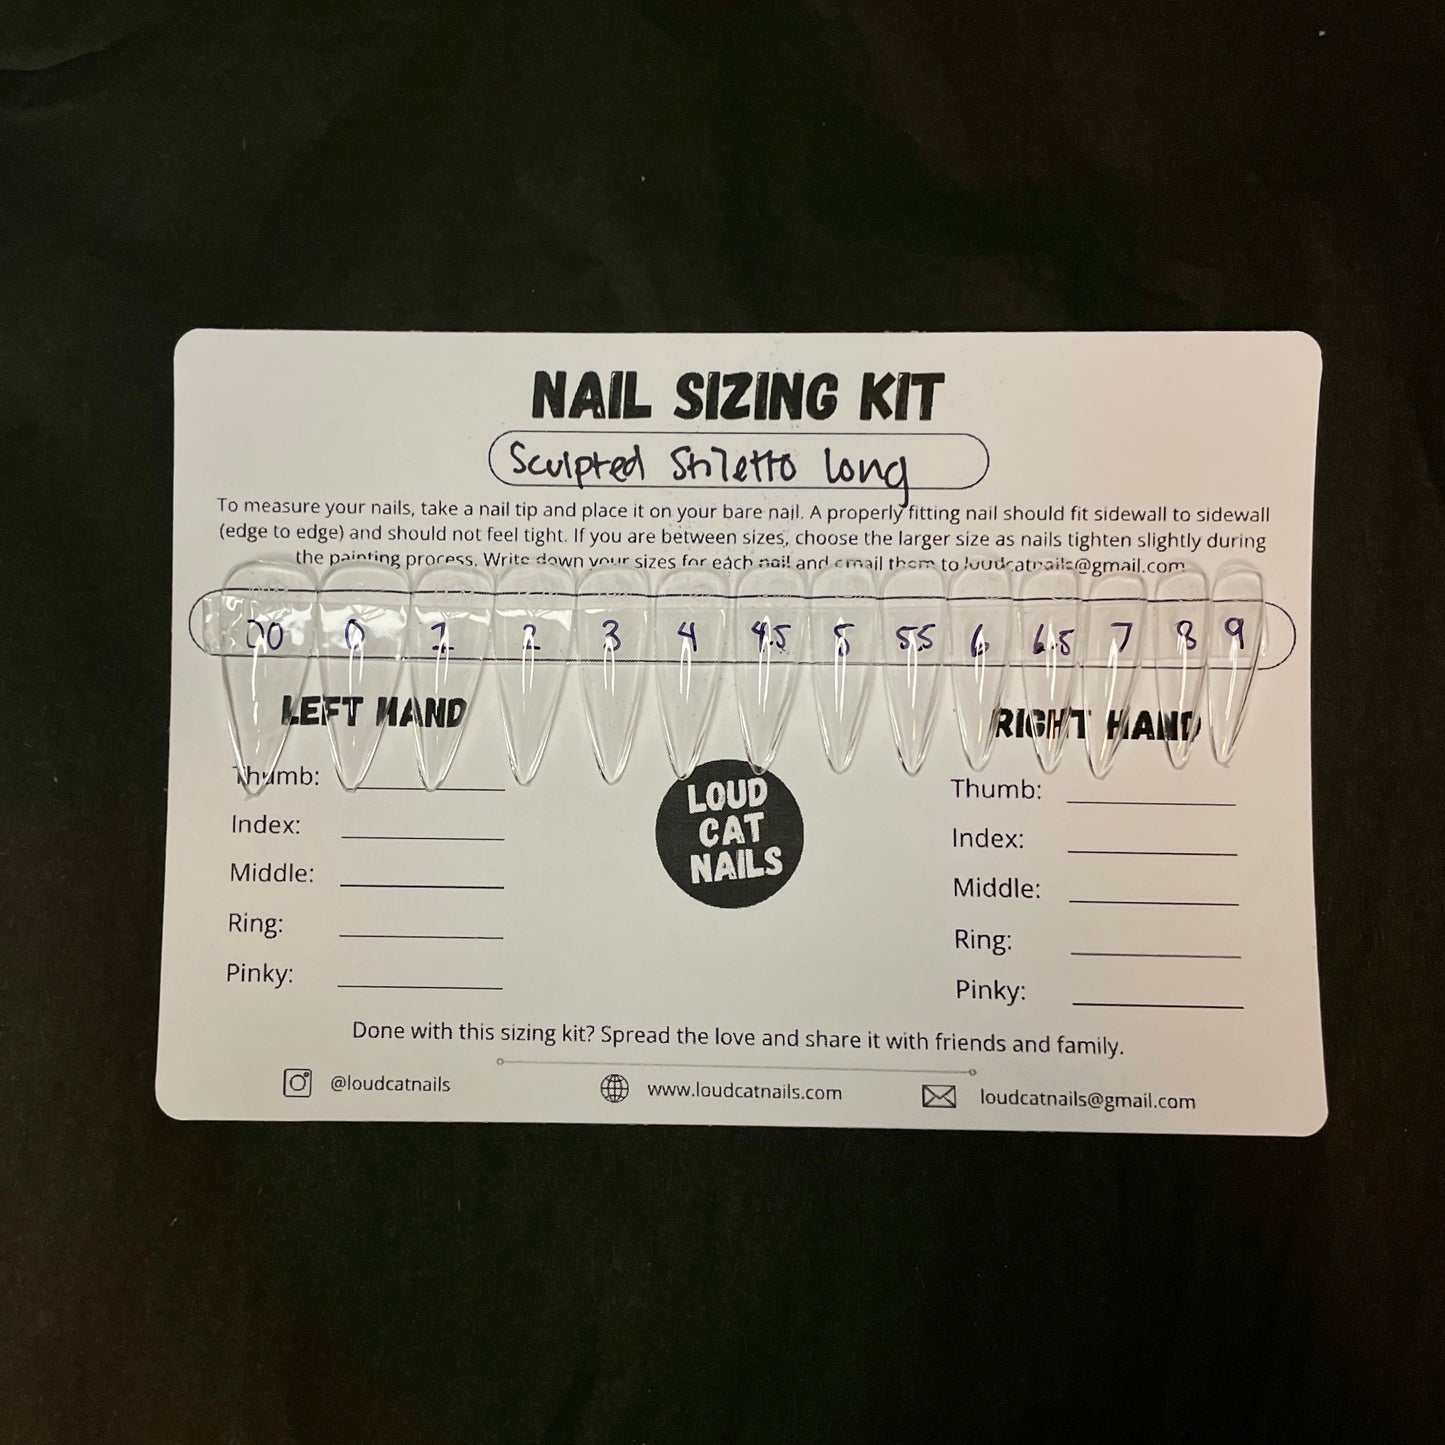 NAIL SIZING KIT
Sculpted Stiletto Long
To measure your nails, take a nail tip and place it on your bare nail. A properly fitting nail should fit sidewall to sidewall
(edge to edge) and should not feel tight. If you are between sizes, choose the larger size as nails tighten slightly during
the painting process. Write down your sizes for each nail and email them to loudcatnails@gmail.com
00 0 1 2 3 4 4.5 5 5.5 6 6.5 7 8 9
LEFT HAND
Thumb:
Index:
Middle:
Ring:
Pinky:
LOUD
CAT
NAILS
RIGHT HAND
Thumb:
Index:
Middle:
Ring:
Pinky:
Done with this sizing kit? Spread the love and share it with friends and family.
@loudcatnails www.loudcatnails.com loudcatnails@gmail.com